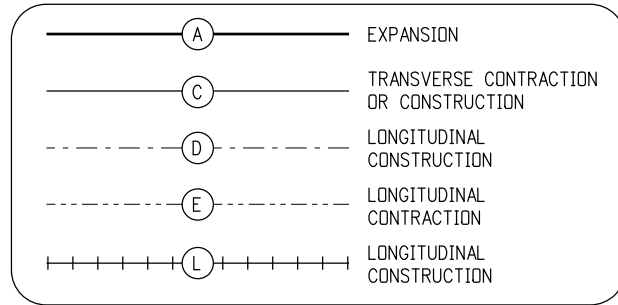 A EXPANSION
C TRANSVERSE CONTRACTION
OR CONSTRUCTION
D LONGITUDINAL
CONSTRUCTION
E LONGITUDINAL
CONTRACTION
L LONGITUDINAL
CONSTRUCTION